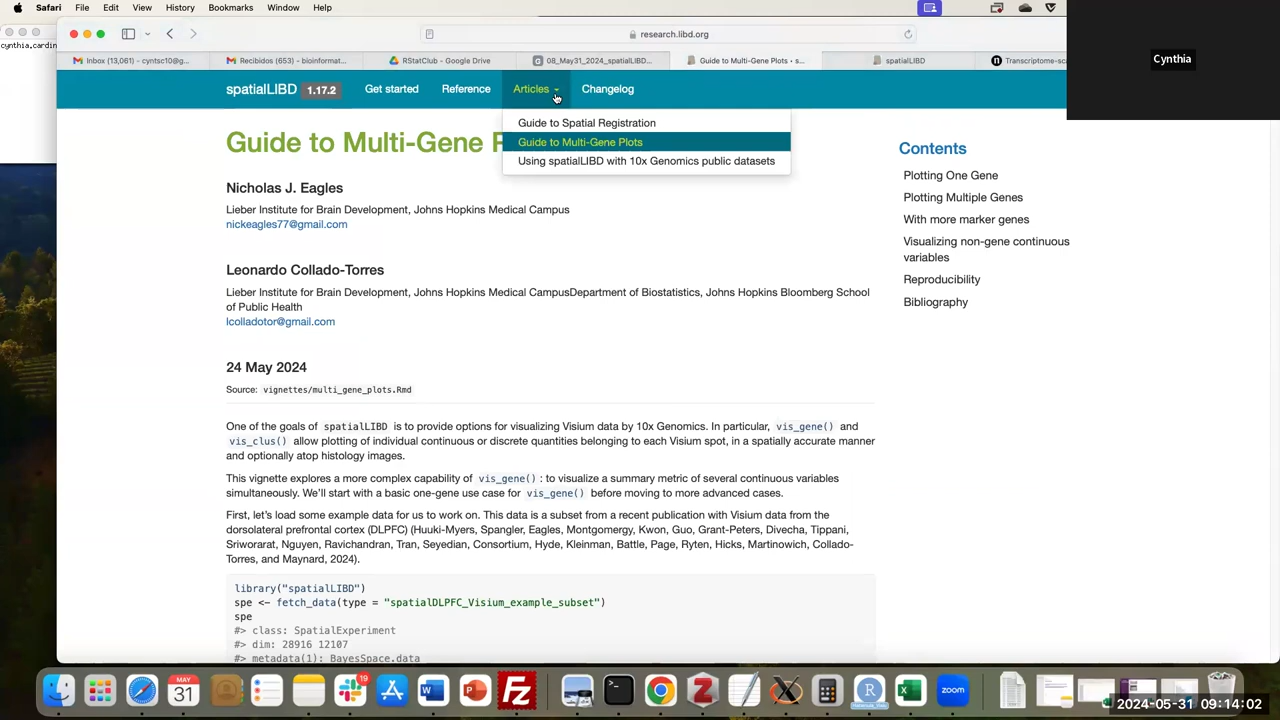 Safari File Edit View History Bookmarks Window Help
research.libd.org
Inbox (13,061) – cyntsc10@g... Recibidos (653) – bioinformat... RStatClub – Google Drive 08_May31_2024_spatialLIBD... Guide to Multi-Gene Plots • s... spatialLIBD Transcriptome-sca
Cynthia
spatialLIBD 1.17.2 Get started Reference Articles Changelog
Guide to Spatial Registration
Guide to Multi-Gene Plots
Using spatialLIBD with 10x Genomics public datasets
Guide to Multi-Gene P
Nicholas J. Eagles
Lieber Institute for Brain Development, Johns Hopkins Medical Campus
nickeagles77@gmail.com
Leonardo Collado-Torres
Lieber Institute for Brain Development, Johns Hopkins Medical CampusDepartment of Biostatistics, Johns Hopkins Bloomberg School
of Public Health
lcolladotor@gmail.com
24 May 2024
Source: vignettes/multi_gene_plots.Rmd
One of the goals of spatialLIBD is to provide options for visualizing Visium data by 10x Genomics. In particular, vis_gene() and
vis_clus() allow plotting of individual continuous or discrete quantities belonging to each Visium spot, in a spatially accurate manner
and optionally atop histology images.
This vignette explores a more complex capability of vis_gene() : to visualize a summary metric of several continuous variables
simultaneously. We'll start with a basic one-gene use case for vis_gene() before moving to more advanced cases.
First, let's load some example data for us to work on. This data is a subset from a recent publication with Visium data from the
dorsolateral prefrontal cortex (DLPFC) (Huuki-Myers, Spangler, Eagles, Montgomergy, Kwon, Guo, Grant-Peters, Divecha, Tippani,
Sriworarat, Nguyen, Ravichandran, Tran, Seyedian, Consortium, Hyde, Kleinman, Battle, Page, Ryten, Hicks, Martinowich, Collado-
Torres, and Maynard, 2024).
library("spatialLIBD")
spe <- fetch_data(type = "spatialDLPFC_Visium_example_subset")
spe
#> class: SpatialExperiment
#> dim: 28916 12107
#> metadata(1): BayesSpace.data
Contents
Plotting One Gene
Plotting Multiple Genes
With more marker genes
Visualizing non-gene continuous
variables
Reproducibility
Bibliography
MAY
31
19
zoom
2024-05-31 09:14:02